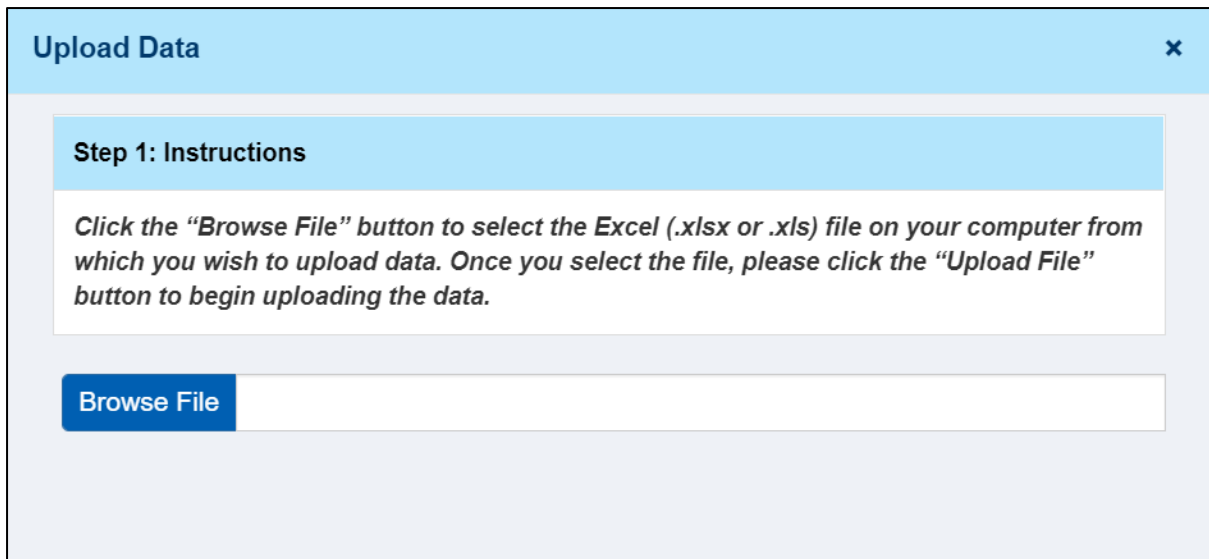 Upload Data
×
Step 1: Instructions
Click the “Browse File” button to select the Excel (.xlsx or .xls) file on your computer from
which you wish to upload data. Once you select the file, please click the “Upload File”
button to begin uploading the data.
Browse File